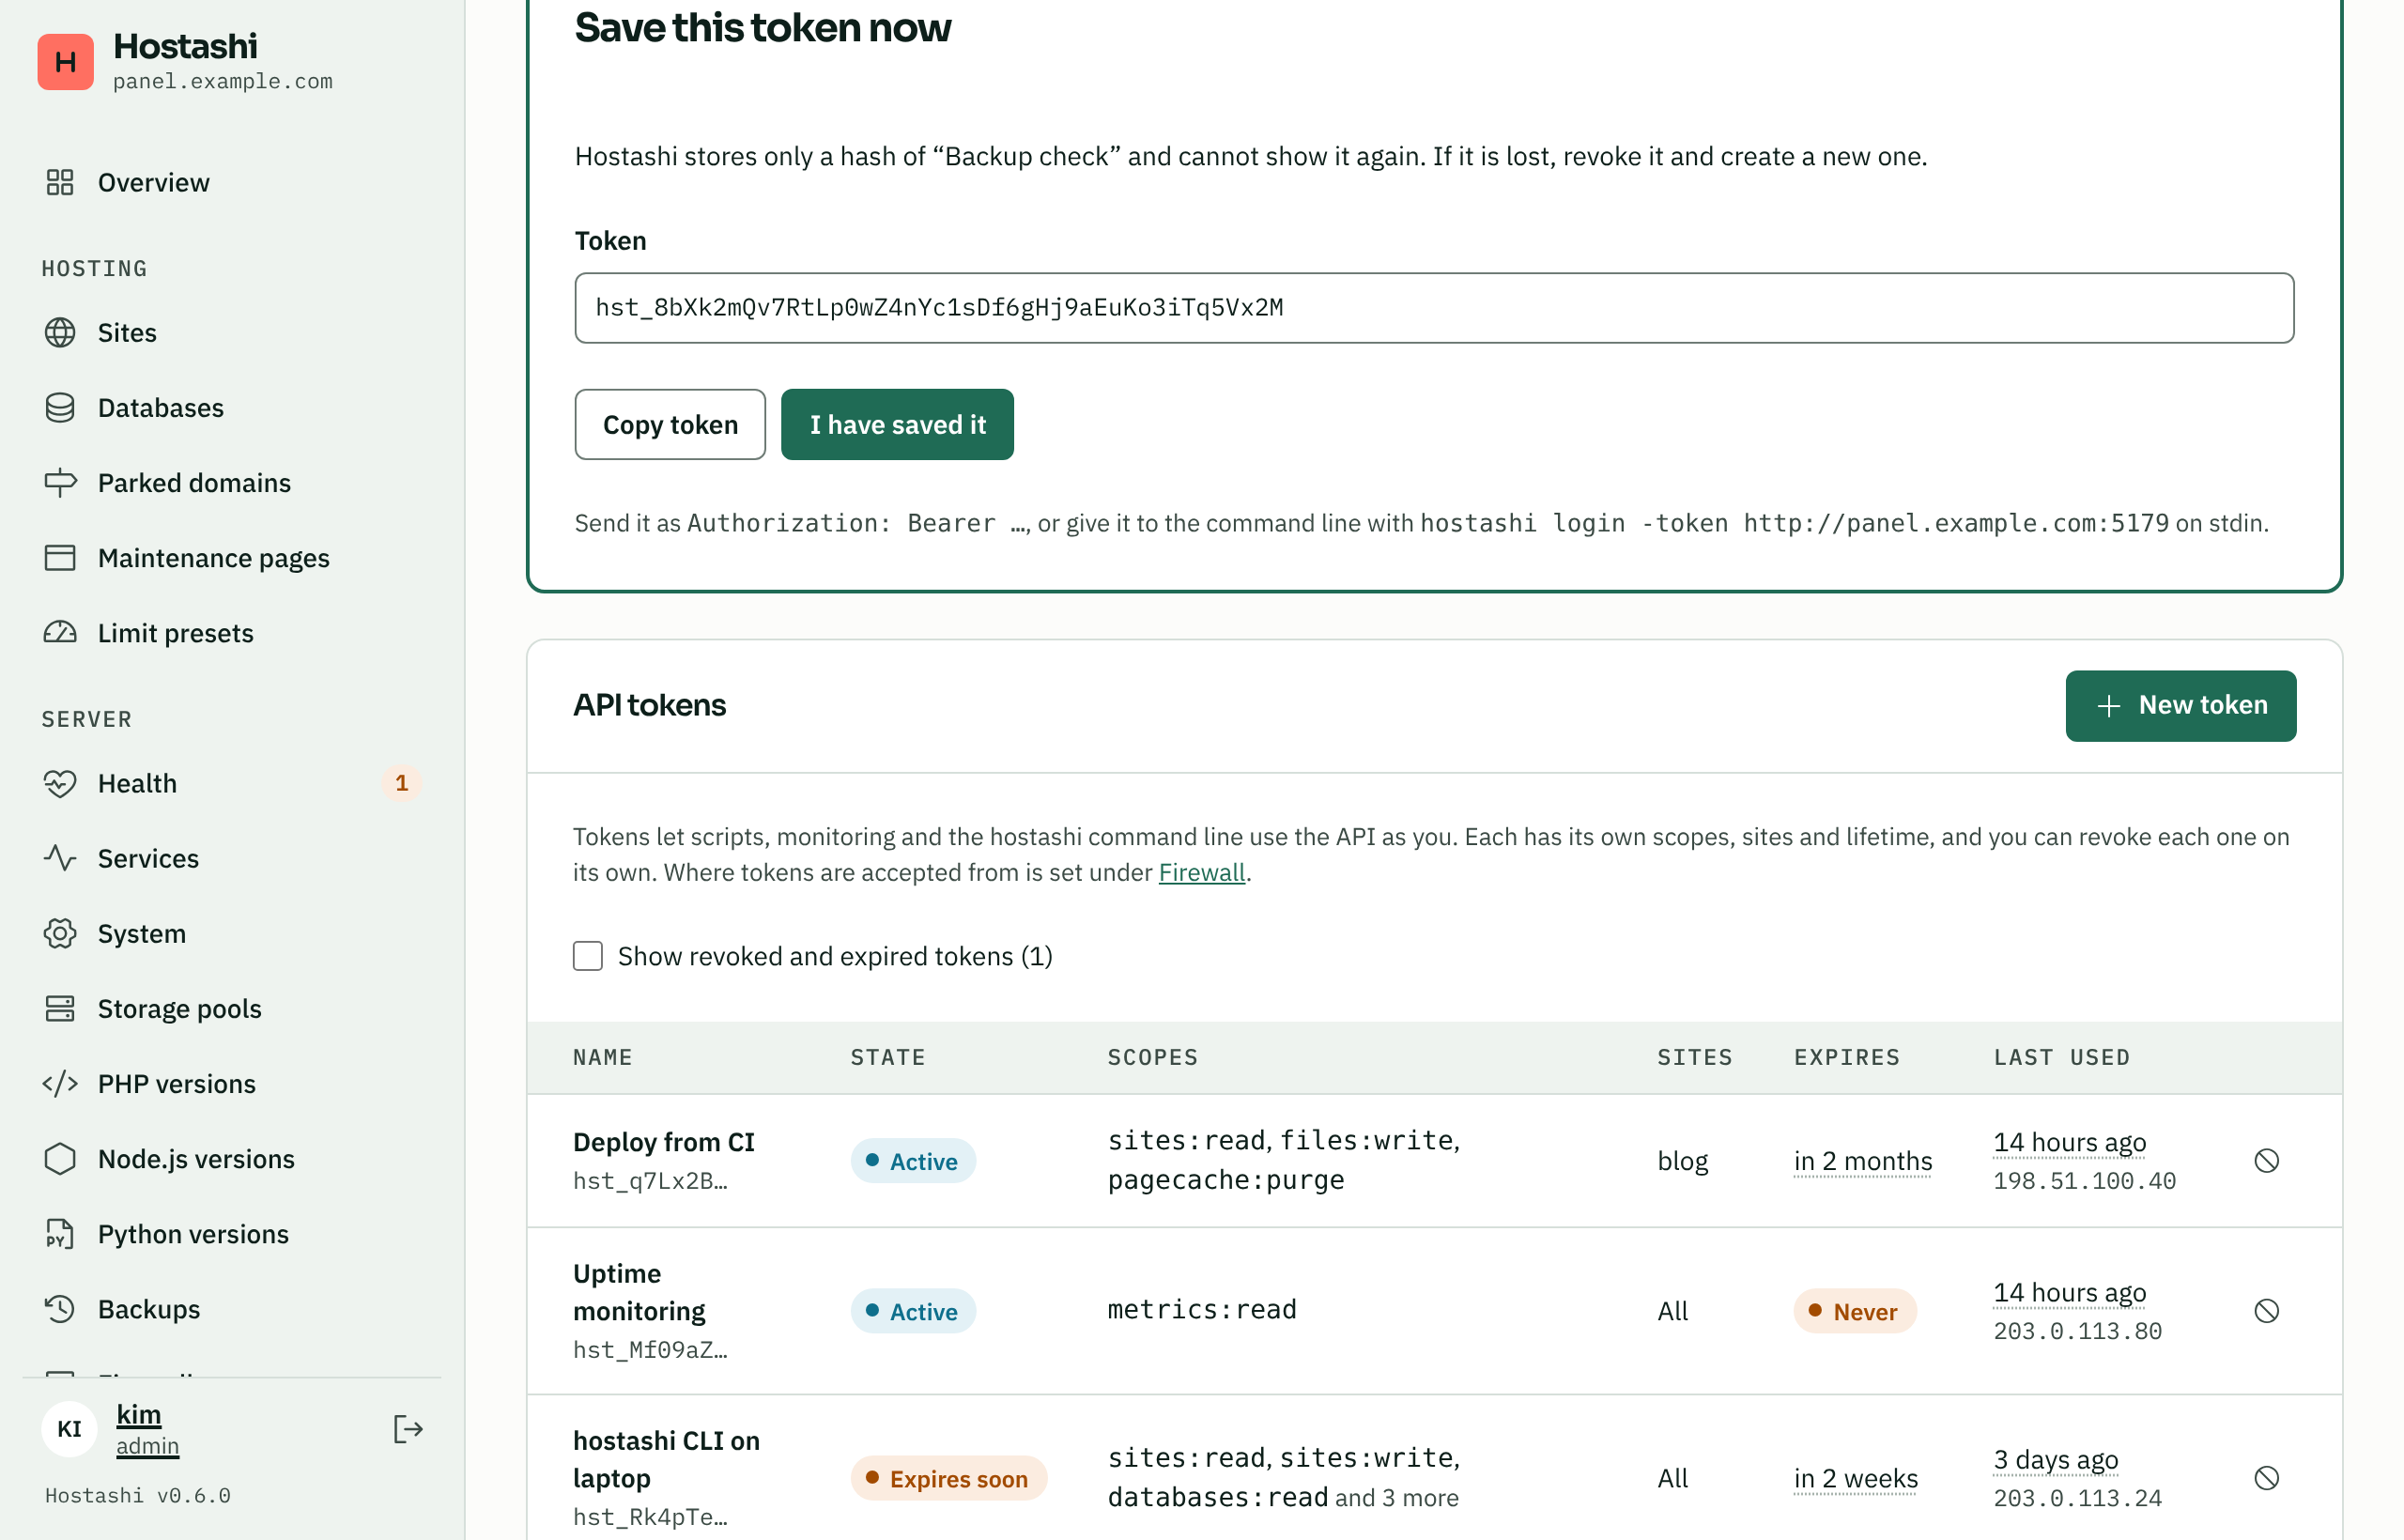 H
Hostashi
panel.example.com
Overview
HOSTING
Sites
Databases
Parked domains
Maintenance pages
Limit presets
SERVER
Health 1
Services
System
Storage pools
PHP versions
Node.js versions
PY Python versions
Backups
KI kim
admin
Hostashi v0.6.0
Save this token now
Hostashi stores only a hash of “Backup check” and cannot show it again. If it is lost, revoke it and create a new one.
Token
hst_8bXk2mQv7RtLp0wZ4nYc1sDf6gHj9aEuKo3iTq5Vx2M
Copy token I have saved it
Send it as Authorization: Bearer …, or give it to the command line with hostashi login -token http://panel.example.com:5179 on stdin.
API tokens
New token
Tokens let scripts, monitoring and the hostashi command line use the API as you. Each has its own scopes, sites and lifetime, and you can revoke each one on
its own. Where tokens are accepted from is set under Firewall.
Show revoked and expired tokens (1)
NAME STATE SCOPES SITES EXPIRES LAST USED
Deploy from CI
hst_q7Lx2B…
Active
sites:read, files:write,
pagecache:purge
blog
in 2 months
14 hours ago
198.51.100.40
Uptime
monitoring
hst_Mf09aZ…
Active
metrics:read
All
Never
14 hours ago
203.0.113.80
hostashi CLI on
laptop
hst_Rk4pTe…
Expires soon
sites:read, sites:write,
databases:read and 3 more
All
in 2 weeks
3 days ago
203.0.113.24